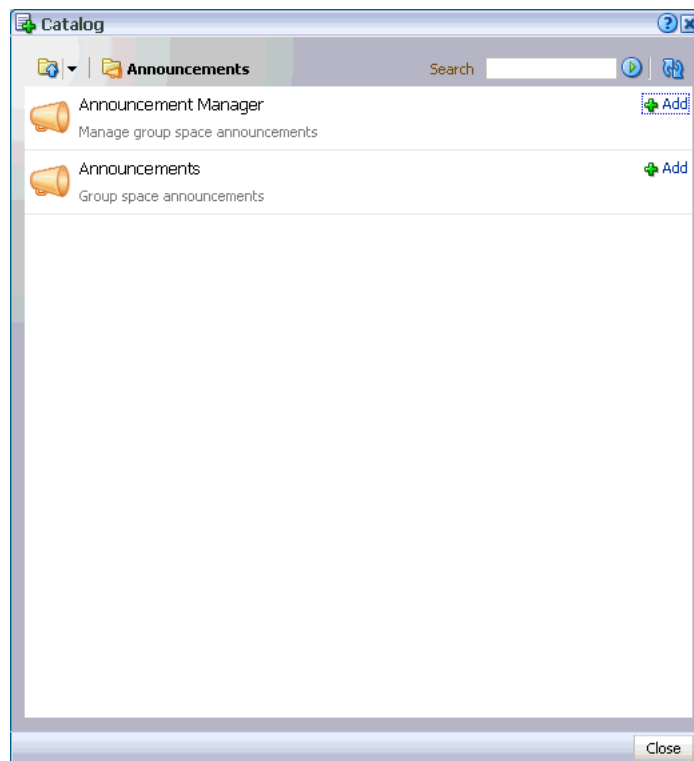 Catalog
Announcements Search
Announcement Manager Add
Manage group space announcements
Announcements Add
Group space announcements
Close